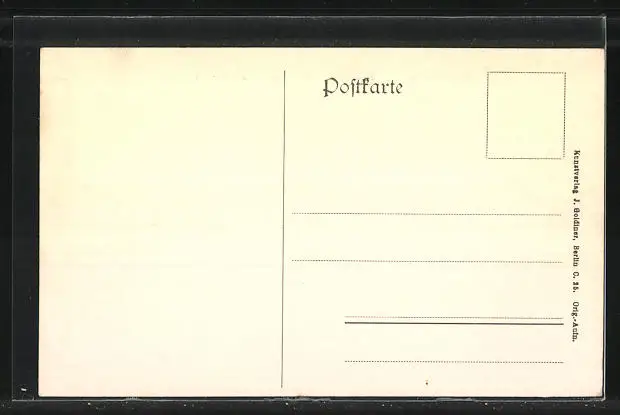 Postkarte
Kunstverlag J. Goldiner, Berlin C. 25. Orig.-Aufn.